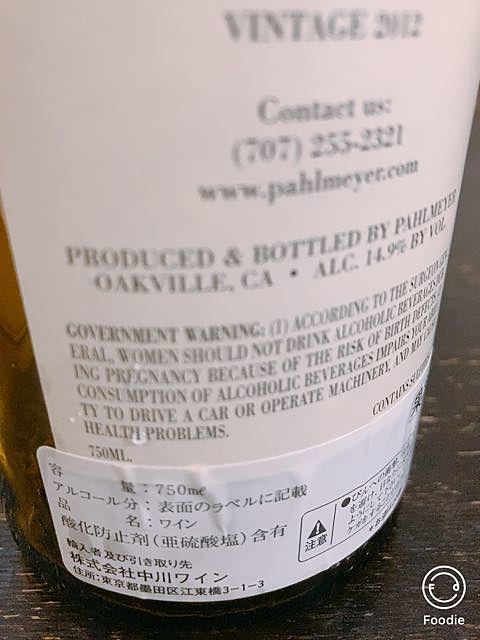 VINTAGE 2012
Contact us:
(707) 255-2321
www.pahlmeyer.com
PRODUCED & BOTTLED BY PAHLMEYER
OAKVILLE, CA • ALC. 14.9% BY VOL.
GOVERNMENT WARNING: (1) ACCORDING TO THE SURGEON
ERAL, WOMEN SHOULD NOT DRINK ALCOHOLIC BEVERAGES
ING PREGNANCY BECAUSE OF THE RISK OF BIRTH DEFECTS
CONSUMPTION OF ALCOHOLIC BEVERAGES IMPAIRS YOUR
TY TO DRIVE A CAR OR OPERATE MACHINERY, AND MAY
HEALTH PROBLEMS.
CONTAINS
750ML.
容量:750mℓ
アルコール分:表面のラベルに記載
品名:ワイン
酸化防止剤(亜硫酸塩)含有
輸入者及び引き取り先
株式会社中川ワイン
住所:東京都墨田区江東橋3-1-3
注意
●びんへの
Foodie